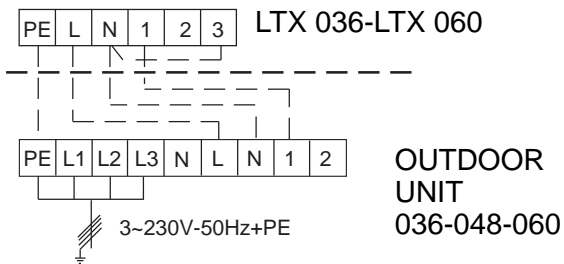 PE L N 1 2 3
LTX 036-LTX 060
PE L1 L2 L3 N L N 1 2
OUTDOOR
UNIT
036-048-060
3~230V-50Hz+PE